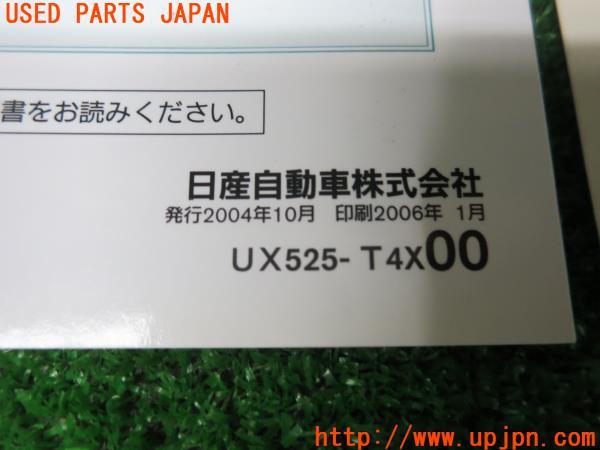 USED PARTS JAPAN
書をお読みください。
日産自動車株式会社
発行2004年10月 印刷2006年 1月
UX525- T4X00
http://www.upjpn.com